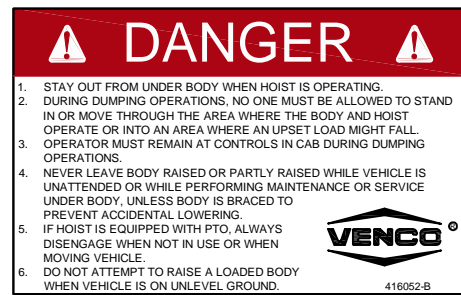 DANGER
1. STAY OUT FROM UNDER BODY WHEN HOIST IS OPERATING.
2. DURING DUMPING OPERATIONS, NO ONE MUST BE ALLOWED TO STAND
IN OR MOVE THROUGH THE AREA WHERE THE BODY AND HOIST
OPERATE OR INTO AN AREA WHERE AN UPSET LOAD MIGHT FALL.
3. OPERATOR MUST REMAIN AT CONTROLS IN CAB DURING DUMPING
OPERATIONS.
4. NEVER LEAVE BODY RAISED OR PARTLY RAISED WHILE VEHICLE IS
UNATTENDED OR WHILE PERFORMING MAINTENANCE OR SERVICE
UNDER BODY, UNLESS BODY IS BRACED TO
PREVENT ACCIDENTAL LOWERING.
5. IF HOIST IS EQUIPPED WITH PTO, ALWAYS
DISENGAGE WHEN NOT IN USE OR WHEN
MOVING VEHICLE.
6. DO NOT ATTEMPT TO RAISE A LOADED BODY
WHEN VEHICLE IS ON UNLEVEL GROUND.
VENCO®
416052-B